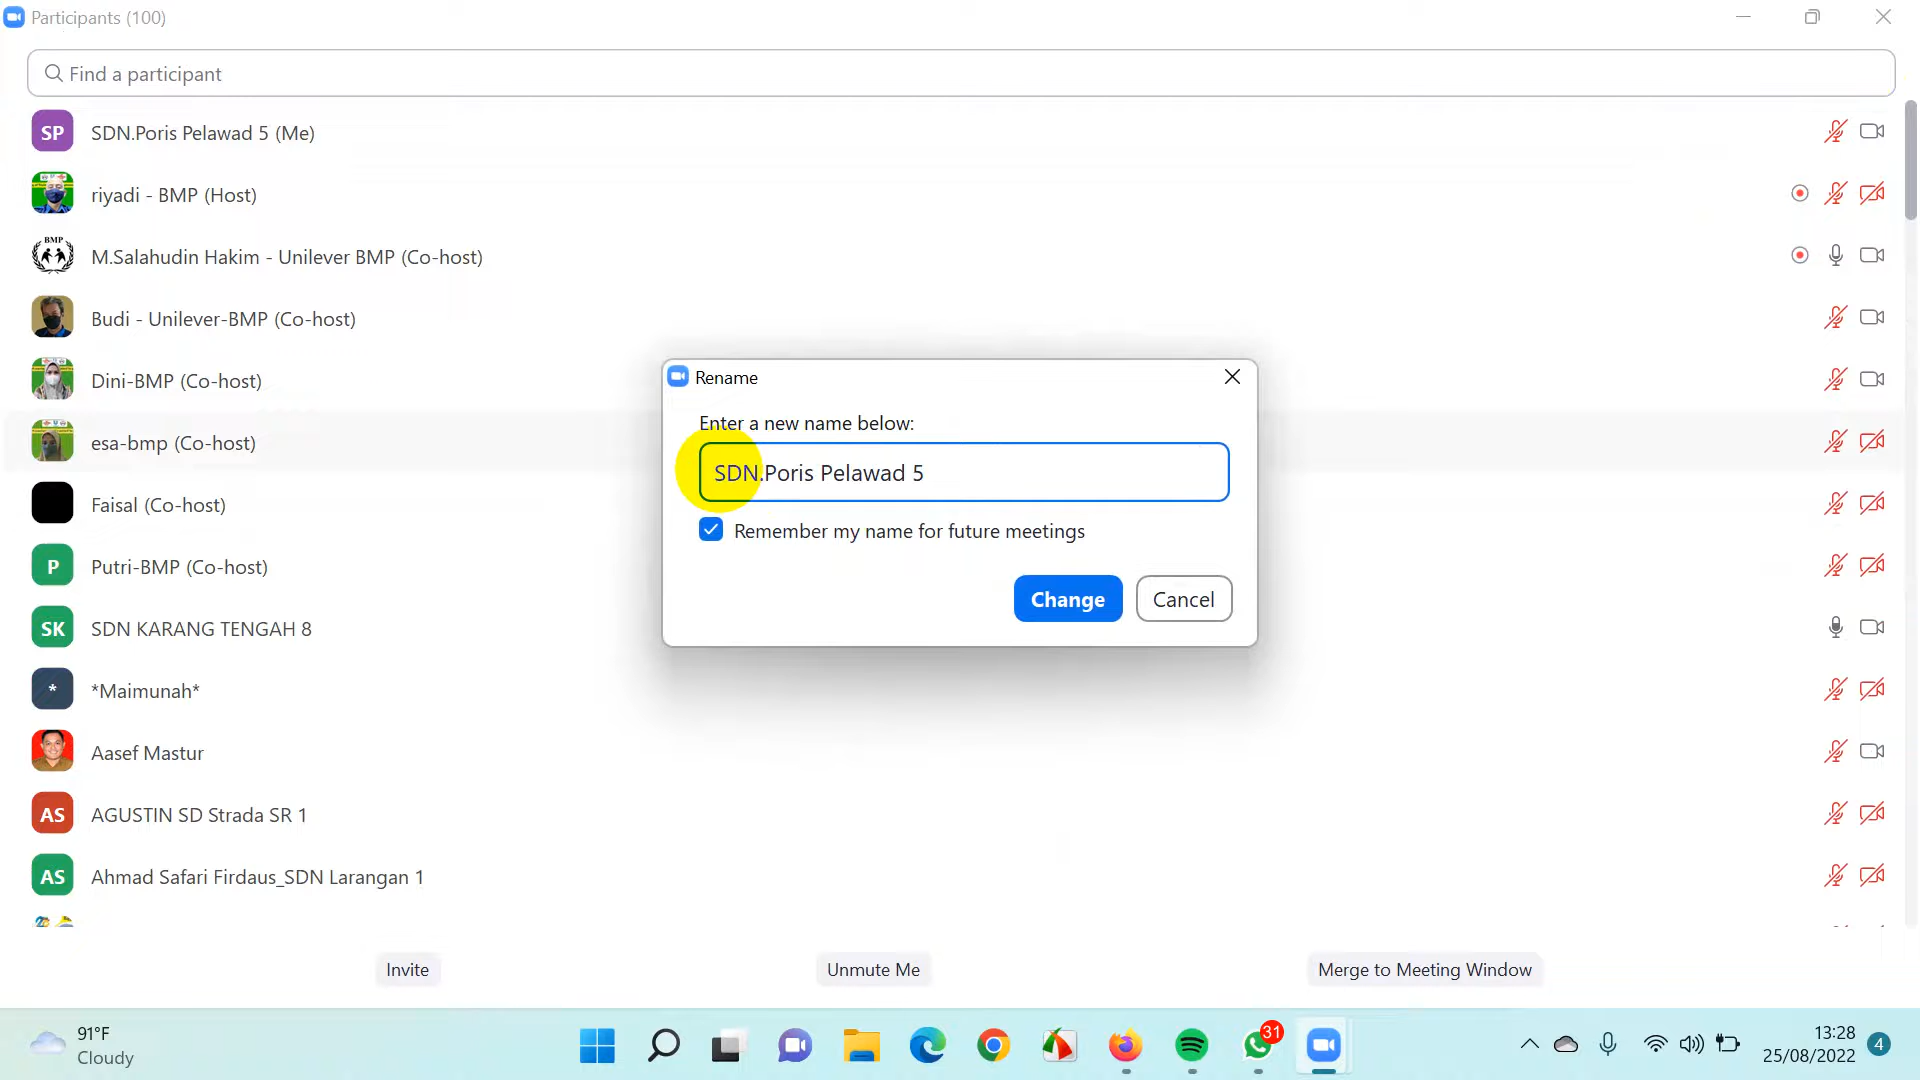 Participants (100)
Find a participant
SP SDN.Poris Pelawad 5 (Me)
riyadi - BMP (Host)
BMP M.Salahudin Hakim - Unilever BMP (Co-host)
Budi - Unilever-BMP (Co-host)
Dini-BMP (Co-host)
esa-bmp (Co-host)
Faisal (Co-host)
P Putri-BMP (Co-host)
SK SDN KARANG TENGAH 8
* *Maimunah*
Aasef Mastur
AS AGUSTIN SD Strada SR 1
AS Ahmad Safari Firdaus_SDN Larangan 1
Rename
Enter a new name below:
SDN.Poris Pelawad 5
Remember my name for future meetings
Change Cancel
Invite Unmute Me Merge to Meeting Window
91°F
Cloudy
31
13:28
25/08/2022
4